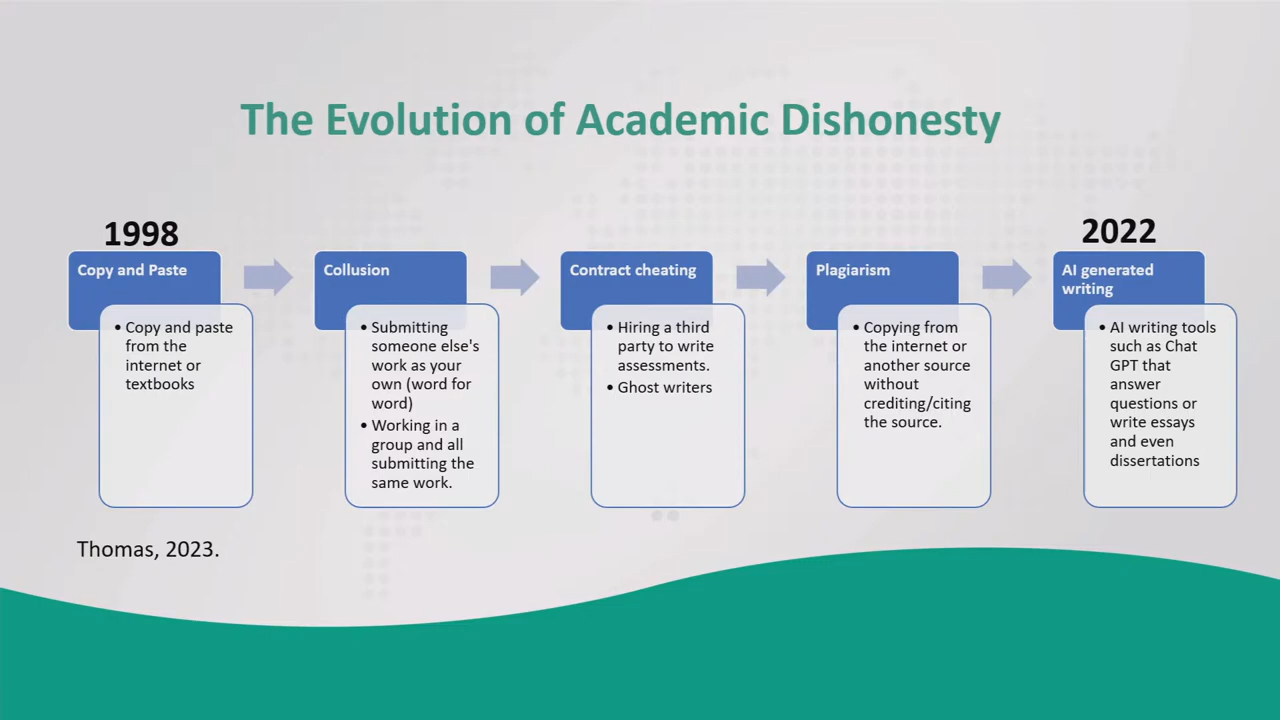 The Evolution of Academic Dishonesty
1998
Copy and Paste
• Copy and paste
from the
internet or
textbooks
Collusion
• Submitting
someone else's
work as your
own (word for
word)
• Working in a
group and all
submitting the
same work.
Contract cheating
• Hiring a third
party to write
assessments.
• Ghost writers
Plagiarism
• Copying from
the internet or
another source
without
crediting/citing
the source.
2022
AI generated
writing
• AI writing tools
such as Chat
GPT that
answer
questions or
write essays
and even
dissertations
Thomas, 2023.